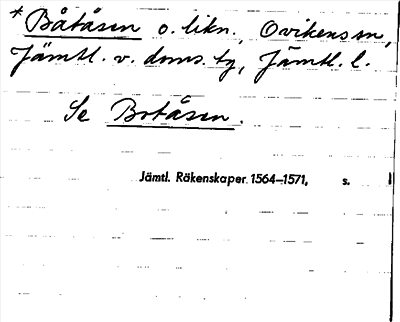 * Båtåsen o. likn., Ovikens sn,
Jämtl. v. doms. tg, Jämtl. l.
Se Botåsen.
Jämtl. Räkenskaper. 1564–1571, s.